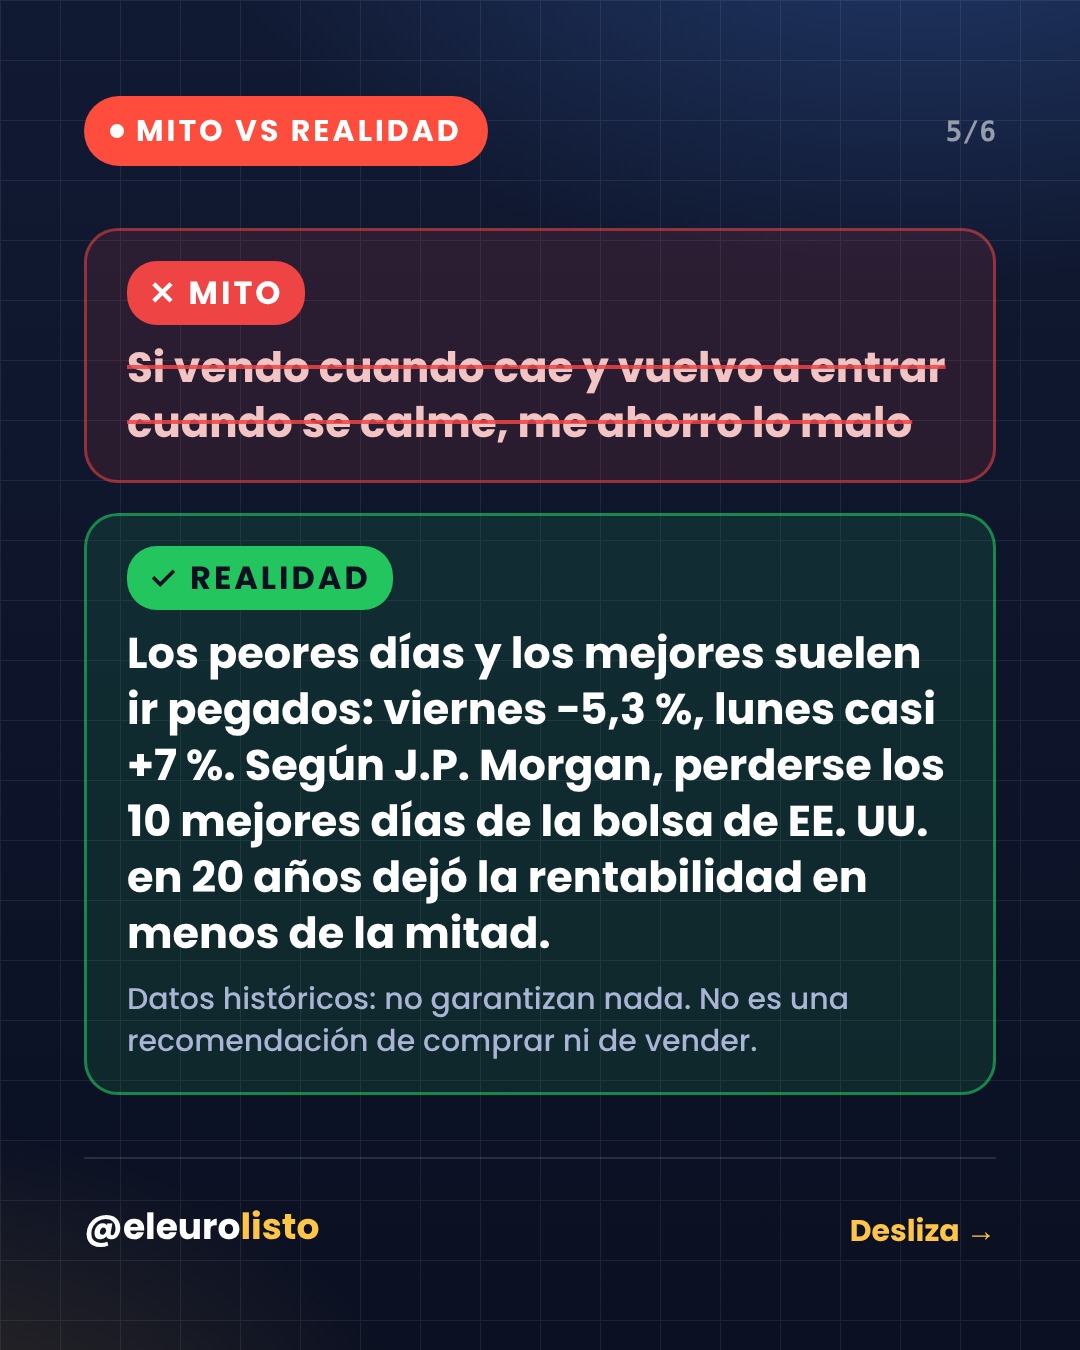 MITO VS REALIDAD
5/6
✕ MITO
Si vendo cuando cae y vuelvo a entrar
cuando se calme, me ahorro lo malo
✓ REALIDAD
Los peores días y los mejores suelen
ir pegados: viernes −5,3 %, lunes casi
+7 %. Según J.P. Morgan, perderse los
10 mejores días de la bolsa de EE. UU.
en 20 años dejó la rentabilidad en
menos de la mitad.
Datos históricos: no garantizan nada. No es una
recomendación de comprar ni de vender.
@eleurolisto
Desliza →